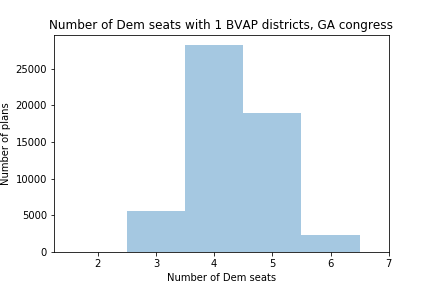 Number of Dem seats with 1 BVAP districts, GA congress
Number of plans
25000
20000
15000
10000
5000
0
2 3 4 5 6 7
Number of Dem seats